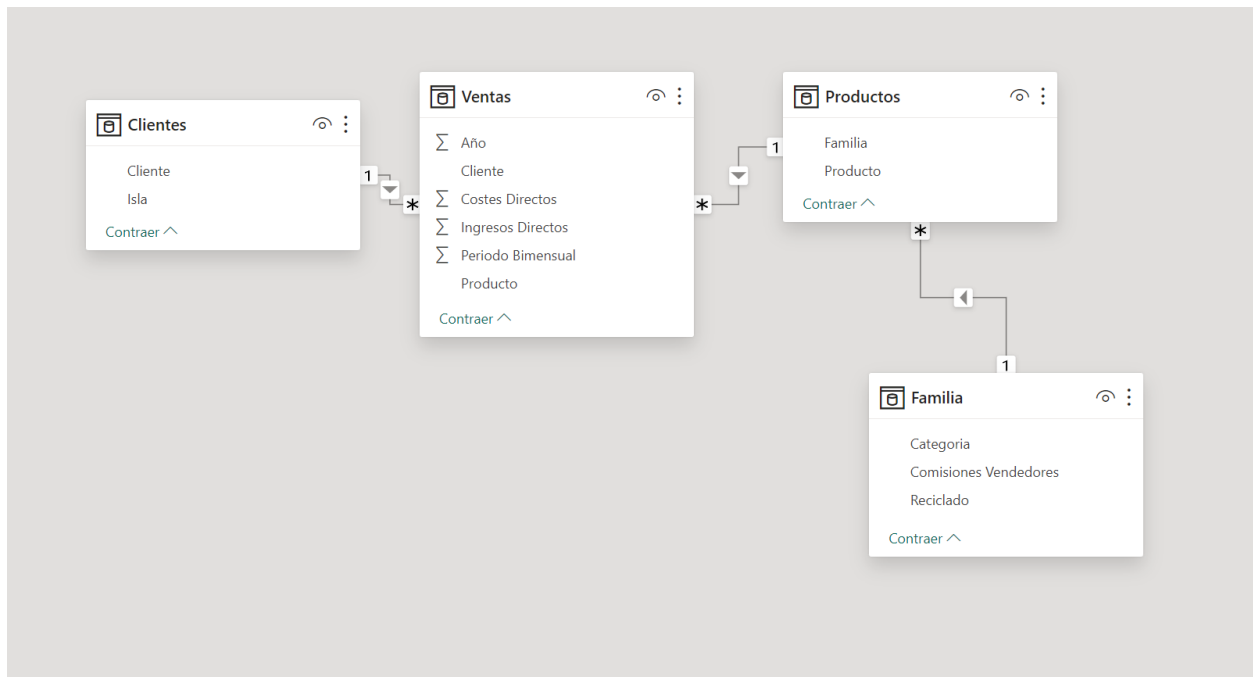 Clientes
Cliente
Isla
Contraer
1
*
Ventas
Año
Cliente
Costes Directos
Ingresos Directos
Periodo Bimensual
Producto
Contraer
*
1
Productos
Familia
Producto
Contraer
*
1
Familia
Categoria
Comisiones Vendedores
Reciclado
Contraer